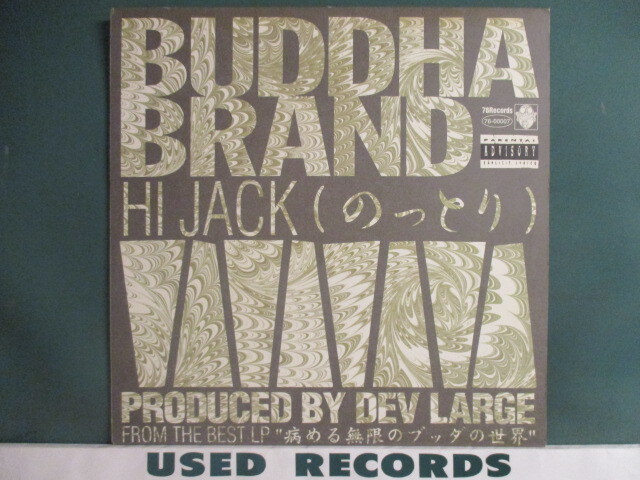 BUDDHA
BRAND
76Records
76-00007
PARENTAL
ADVISORY
EXPLICIT LYRICS
HI JACK (のっとり)
PRODUCED BY DEV LARGE
FROM THE BEST LP "病める無限のブッダの世界"
USED RECORDS